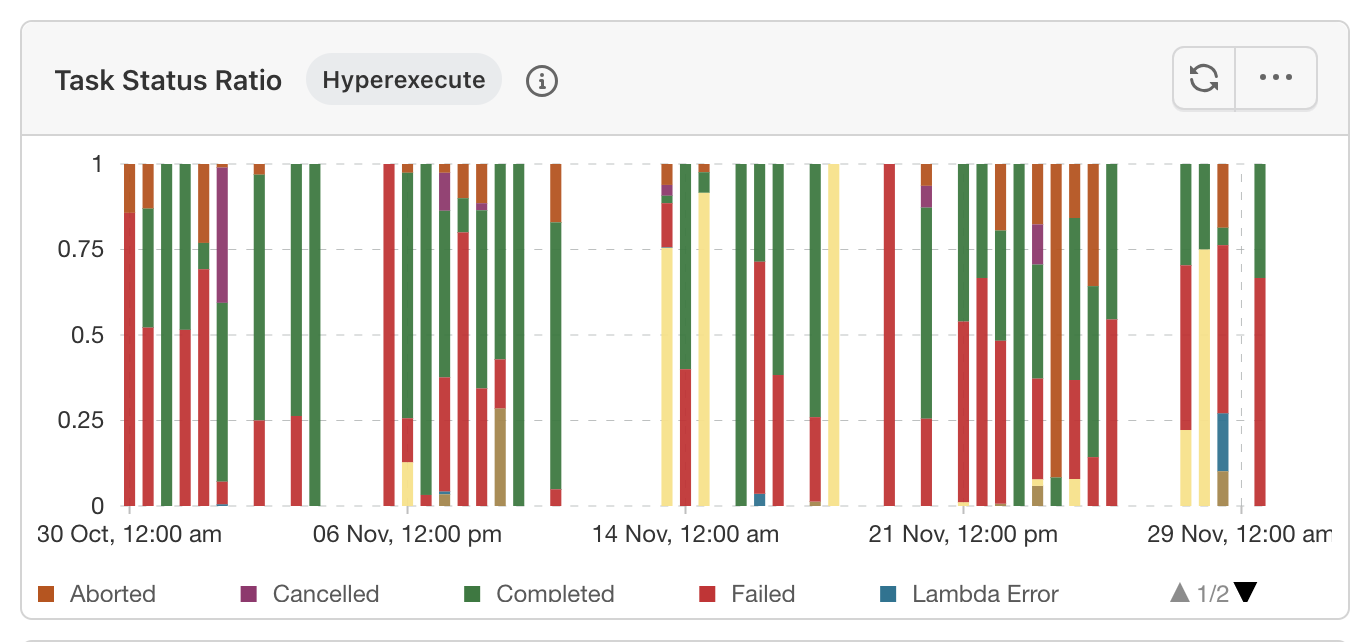 Task Status Ratio Hyperexecute
1
0.75
0.5
0.25
0
30 Oct, 12:00 am 06 Nov, 12:00 pm 14 Nov, 12:00 am 21 Nov, 12:00 pm 29 Nov, 12:00 am
Aborted Cancelled Completed Failed Lambda Error 1/2